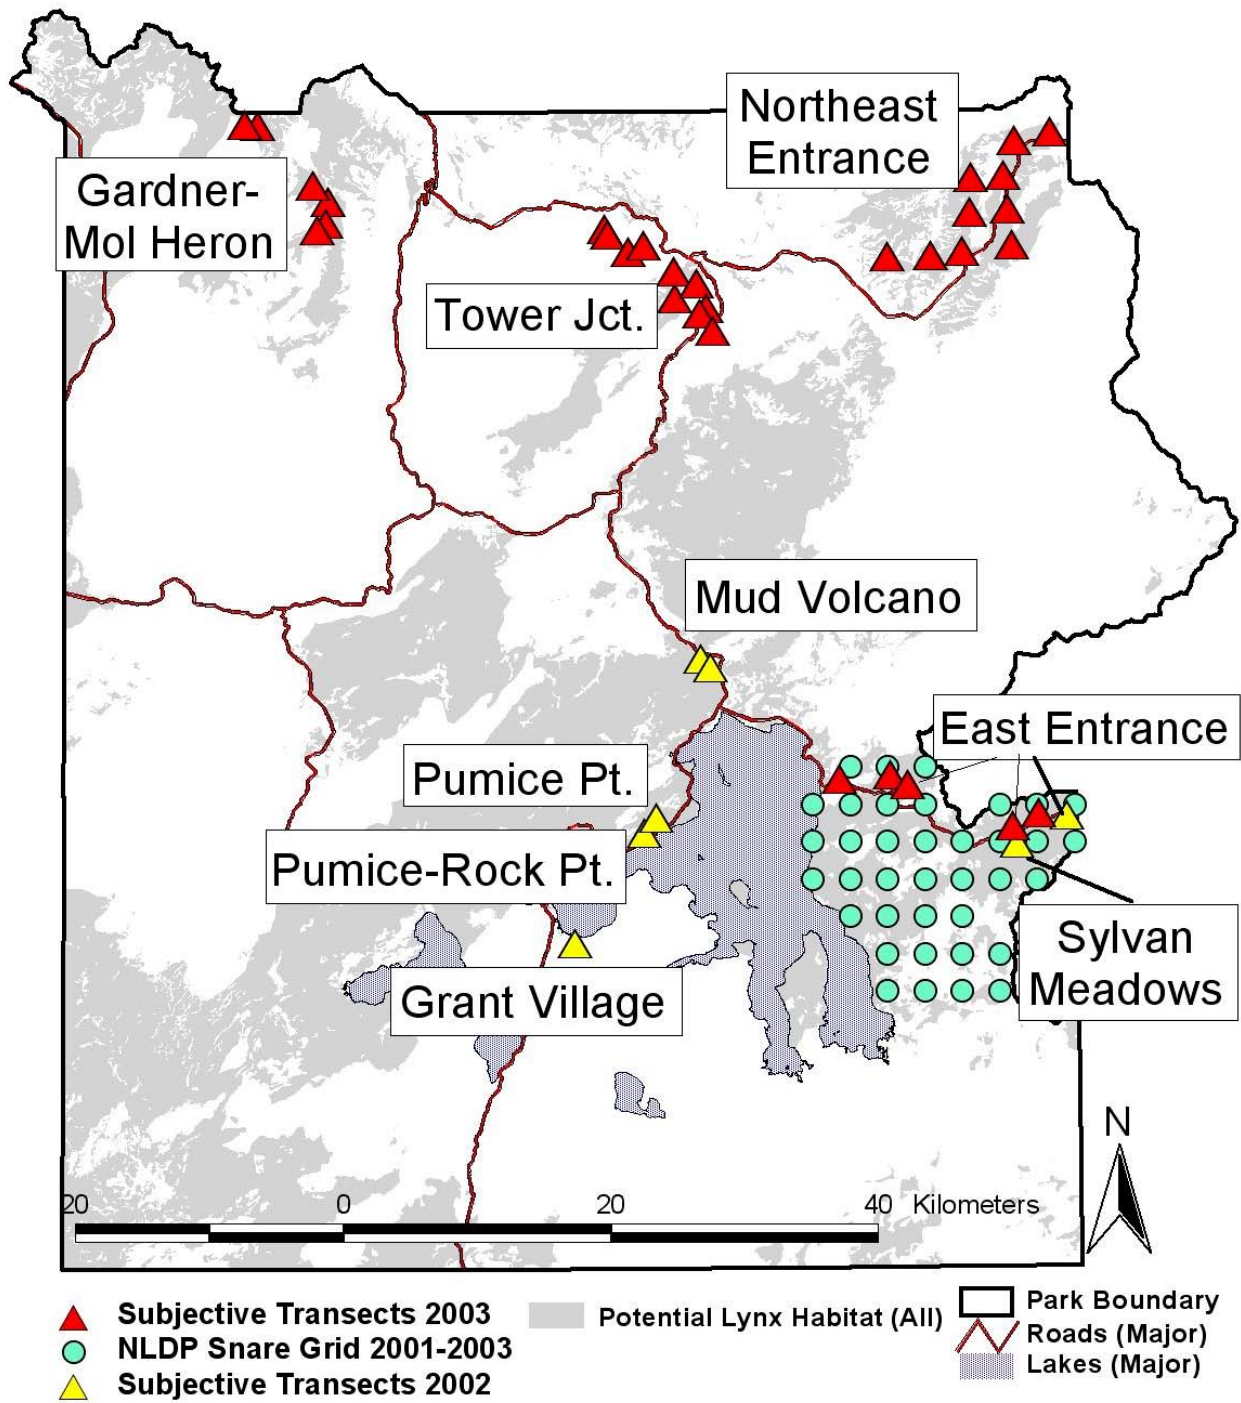 Northeast
Entrance
Gardner-
Mol Heron
Tower Jct.
Mud Volcano
East Entrance
Pumice Pt.
Pumice-Rock Pt.
Sylvan
Meadows
Grant Village
N
20 0 20 40 Kilometers
Subjective Transects 2003
NLDP Snare Grid 2001-2003
Subjective Transects 2002
Potential Lynx Habitat (All)
Park Boundary
Roads (Major)
Lakes (Major)